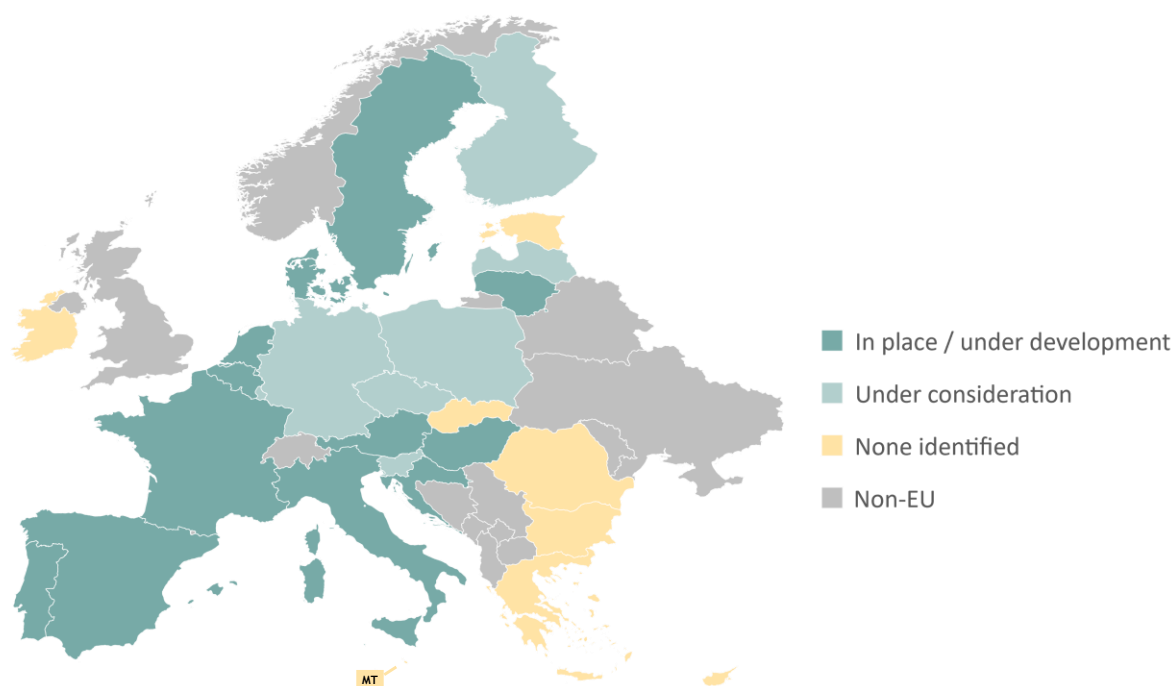 In place / under development
Under consideration
None identified
Non-EU
MT